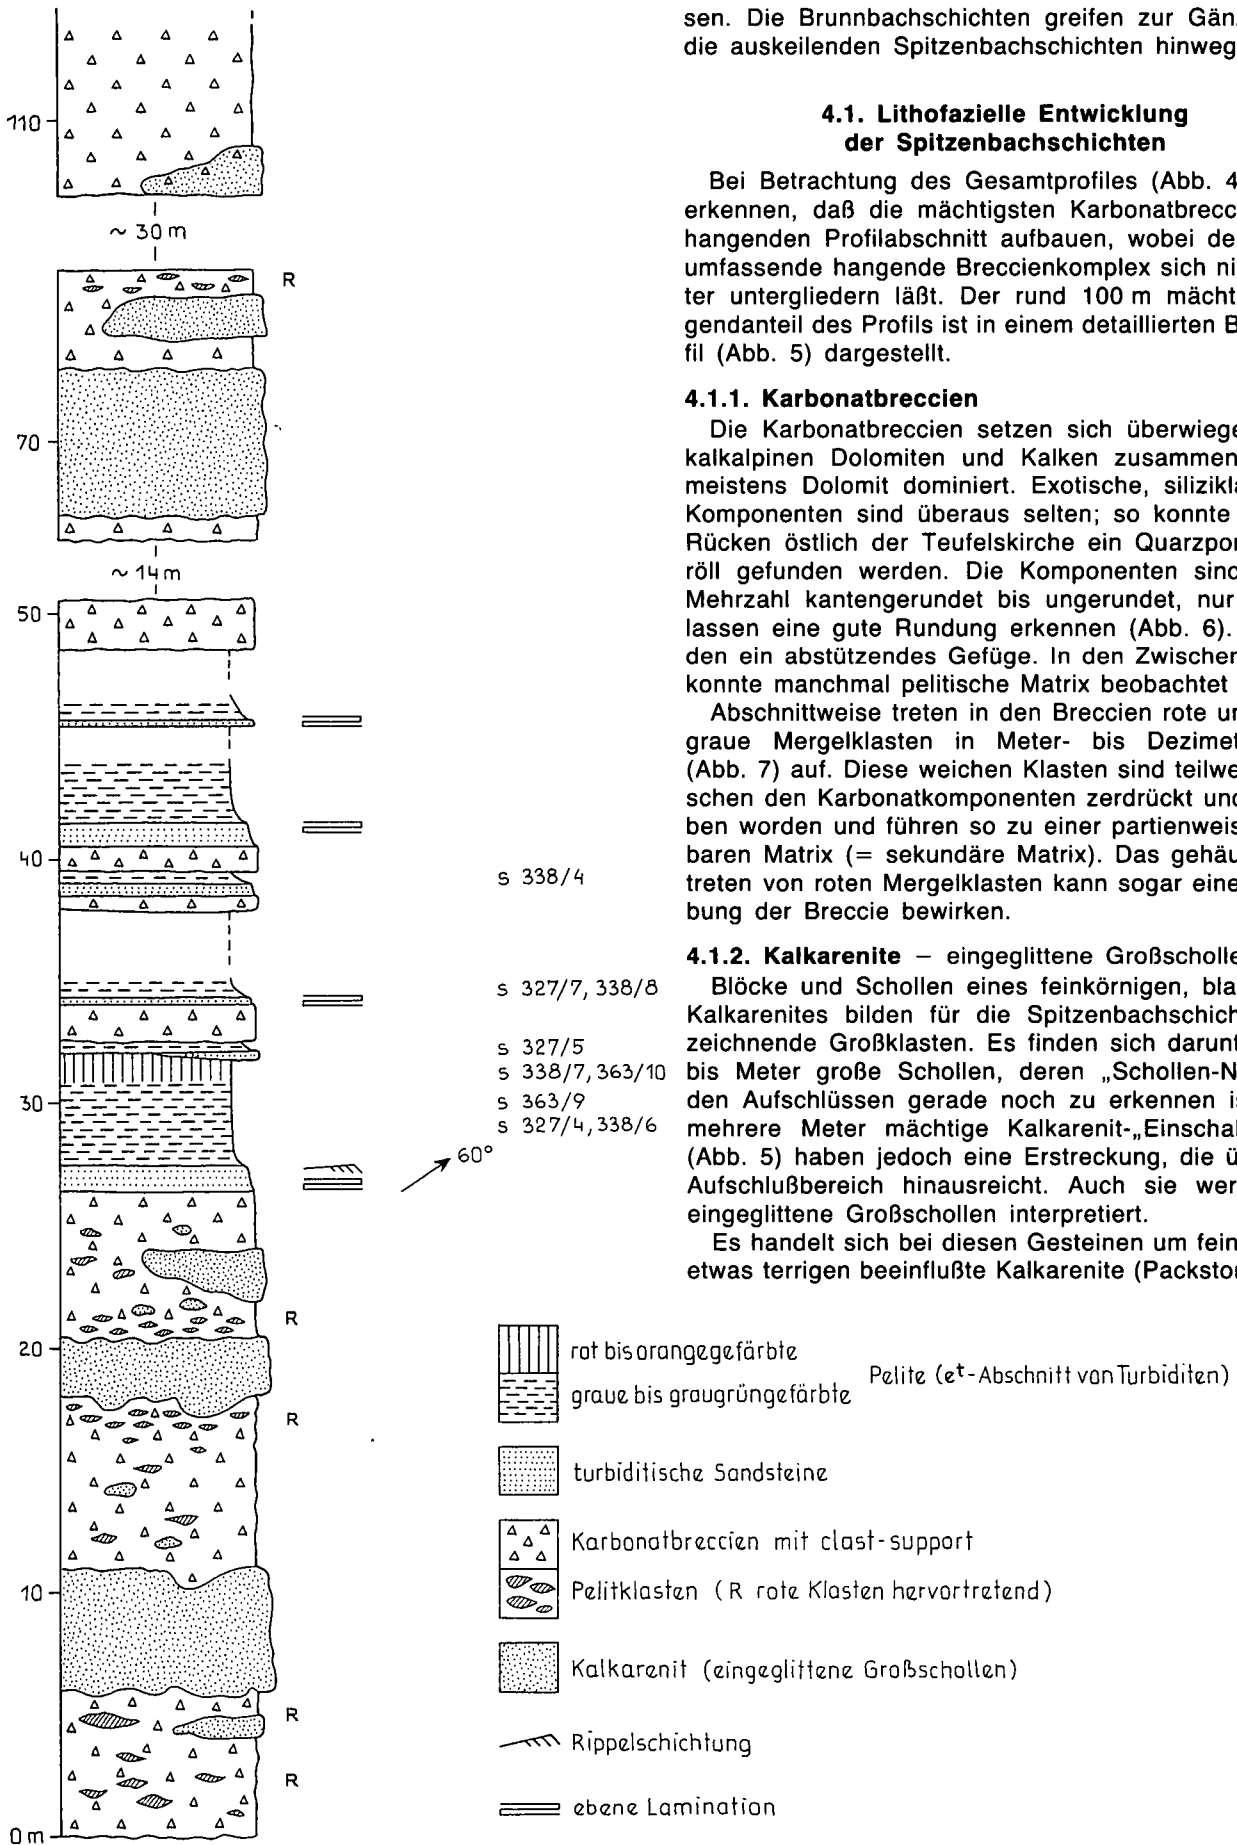 110
~ 30 m
R
70
~ 14 m
50
40
s 338/4
s 327/7, 338/8
s 327/5
s 338/7, 363/10
30
s 363/9
s 327/4, 338/6
60°
R
20
R
10
R
R
0 m
sen. Die Brunnbachschichten greifen zur Gän
die auskeilenden Spitzenbachschichten hinweg
4.1. Lithofazielle Entwicklung
der Spitzenbachschichten
Bei Betrachtung des Gesamtprofiles (Abb. 4
erkennen, daß die mächtigsten Karbonatbrecc
hangenden Profilabschnitt aufbauen, wobei de
umfassende hangende Breccienkomplex sich ni
ter untergliedern läßt. Der rund 100 m mächt
gendanteil des Profils ist in einem detaillierten B
fil (Abb. 5) dargestellt.
4.1.1. Karbonatbreccien
Die Karbonatbreccien setzen sich überwieg
kalkalpinen Dolomiten und Kalken zusammen
meistens Dolomit dominiert. Exotische, silizikla
Komponenten sind überaus selten; so konnte
Rücken östlich der Teufelskirche ein Quarzpor
röll gefunden werden. Die Komponenten sind
Mehrzahl kantengerundet bis ungerundet, nur
lassen eine gute Rundung erkennen (Abb. 6).
den ein abstützendes Gefüge. In den Zwischen
konnte manchmal pelitische Matrix beobachtet
Abschnittweise treten in den Breccien rote un
graue Mergelklasten in Meter- bis Dezimet
(Abb. 7) auf. Diese weichen Klasten sind teilwe
schen den Karbonatkomponenten zerdrückt und
ben worden und führen so zu einer partienweis
baren Matrix (= sekundäre Matrix). Das gehäu
treten von roten Mergelklasten kann sogar eine
bung der Breccie bewirken.
4.1.2. Kalkarenite – eingeglittene Großscholle
Blöcke und Schollen eines feinkörnigen, bla
Kalkarenites bilden für die Spitzenbachschich
zeichnende Großklasten. Es finden sich darunt
bis Meter große Schollen, deren „Schollen-N
den Aufschlüssen gerade noch zu erkennen is
mehrere Meter mächtige Kalkarenit-„Einschal
(Abb. 5) haben jedoch eine Erstreckung, die ü
Aufschlußbereich hinausreicht. Auch sie wer
eingeglittene Großschollen interpretiert.
Es handelt sich bei diesen Gesteinen um fein
etwas terrigen beeinflußte Kalkarenite (Packsto
rot bis orangegefärbte
graue bis graugrüngefärbte
Pelite (eᵗ-Abschnitt von Turbiditen)
turbiditische Sandsteine
Karbonatbreccien mit clast-support
Pelitklasten (R rote Klasten hervortretend)
Kalkarenit (eingeglittene Großschollen)
Rippelschichtung
ebene Lamination